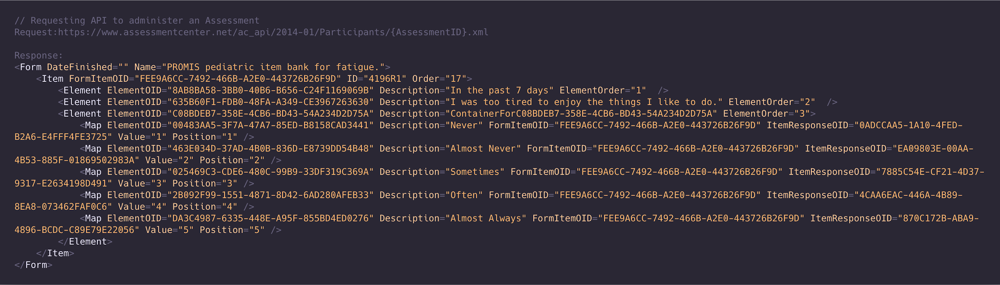 // Requesting API to administer an Assessment
Request:https://www.assessmentcenter.net/ac_api/2014-01/Participants/{AssessmentID}.xml
Response:
<Form DateFinished="" Name="PROMIS pediatric item bank for fatigue.">
<Item FormItemOID="FEE9A6CC-7492-466B-A2E0-443726B26F9D" ID="4196R1" Order="17">
<Element ElementOID="8AB8BA58-3BB0-40B6-B656-C24F1169069B" Description="In the past 7 days" ElementOrder="1"  />
<Element ElementOID="635B60F1-FDB0-48FA-A349-CE3967263630" Description="I was too tired to enjoy the things I like to do." ElementOrder="2"  />
<Element ElementOID="C08BDEB7-358E-4CB6-BD43-54A234D2D75A" Description="ContainerForC08BDEB7-358E-4CB6-BD43-54A234D2D75A" ElementOrder="3">
<Map ElementOID="00483AA5-3F7A-47A7-85ED-B8158CAD3441" Description="Never" FormItemOID="FEE9A6CC-7492-466B-A2E0-443726B26F9D" ItemResponseOID="0ADCCAA5-1A10-4FED-
B2A6-E4FFF4FE3725" Value="1" Position="1" />
<Map ElementOID="463E034D-37AD-4B0B-836D-E8739DD54B48" Description="Almost Never" FormItemOID="FEE9A6CC-7492-466B-A2E0-443726B26F9D" ItemResponseOID="EA09803E-00AA-
4B53-885F-01869502983A" Value="2" Position="2" />
<Map ElementOID="025469C3-CDE6-480C-99B9-33DF319C369A" Description="Sometimes" FormItemOID="FEE9A6CC-7492-466B-A2E0-443726B26F9D" ItemResponseOID="7885C54E-CF21-4D37-
9317-E2634198D491" Value="3" Position="3" />
<Map ElementOID="2B092F99-1551-4871-8D42-6AD280AFEB33" Description="Often" FormItemOID="FEE9A6CC-7492-466B-A2E0-443726B26F9D" ItemResponseOID="4CAA6EAC-446A-4B89-
8EA8-073462FAF0C6" Value="4" Position="4" />
<Map ElementOID="DA3C4987-6335-448E-A95F-855BD4ED0276" Description="Almost Always" FormItemOID="FEE9A6CC-7492-466B-A2E0-443726B26F9D" ItemResponseOID="870C172B-ABA9-
4896-BCDC-C89E79E22056" Value="5" Position="5" />
</Element>
</Item>
</Form>